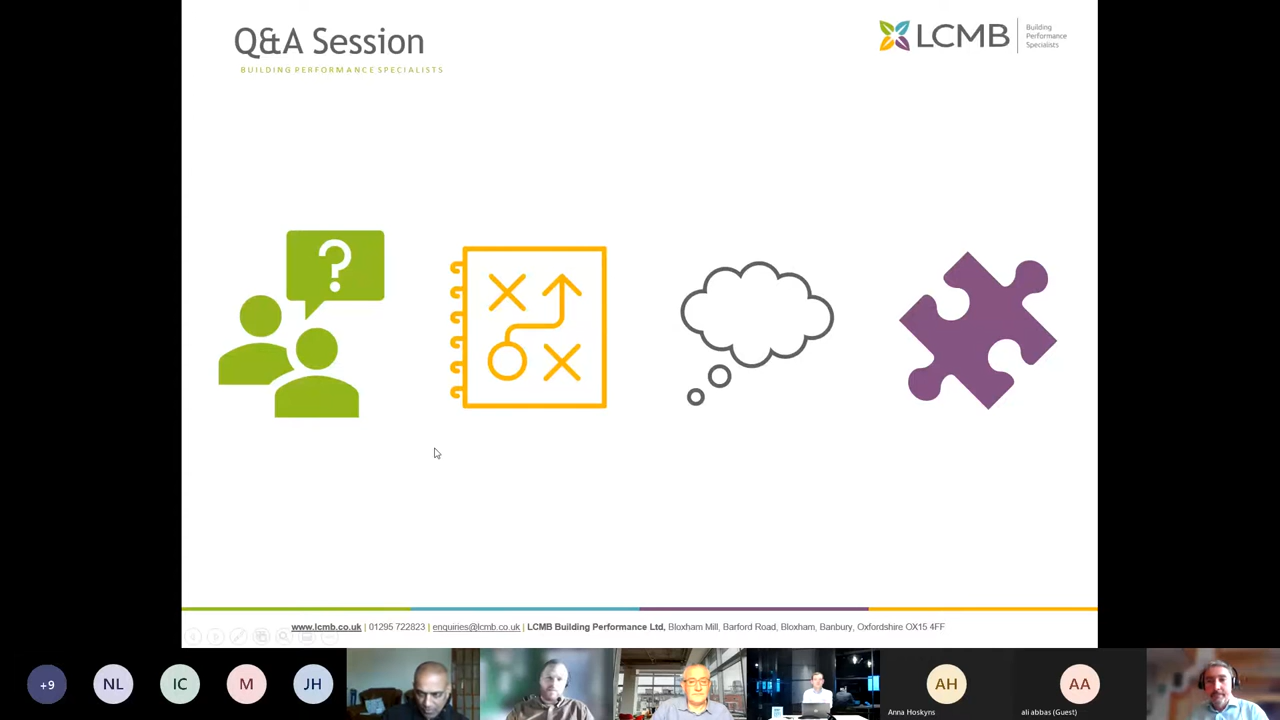 Q&A Session
BUILDING PERFORMANCE SPECIALISTS
LCMB
Building
Performance
Specialists
?
www.lcmb.co.uk | 01295 722823 | enquiries@lcmb.co.uk | LCMB Building Performance Ltd, Bloxham Mill, Barford Road, Bloxham, Banbury, Oxfordshire OX15 4FF
+9
NL
IC
M
JH
AH
AA
Anna Hoskyns
ali abbas (Guest)